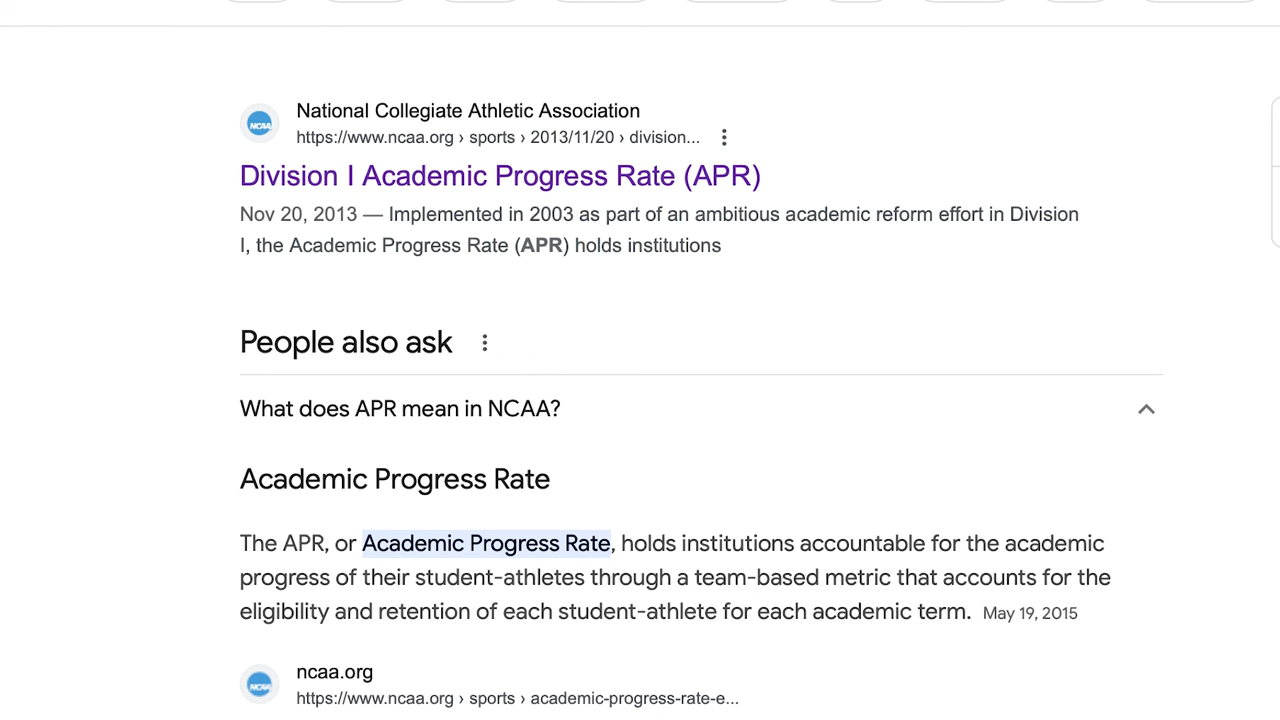 National Collegiate Athletic Association
https://www.ncaa.org › sports › 2013/11/20 › division...
Division I Academic Progress Rate (APR)
Nov 20, 2013 — Implemented in 2003 as part of an ambitious academic reform effort in Division
I, the Academic Progress Rate (APR) holds institutions
People also ask
What does APR mean in NCAA?
Academic Progress Rate
The APR, or Academic Progress Rate, holds institutions accountable for the academic
progress of their student-athletes through a team-based metric that accounts for the
eligibility and retention of each student-athlete for each academic term. May 19, 2015
ncaa.org
https://www.ncaa.org › sports › academic-progress-rate-e...